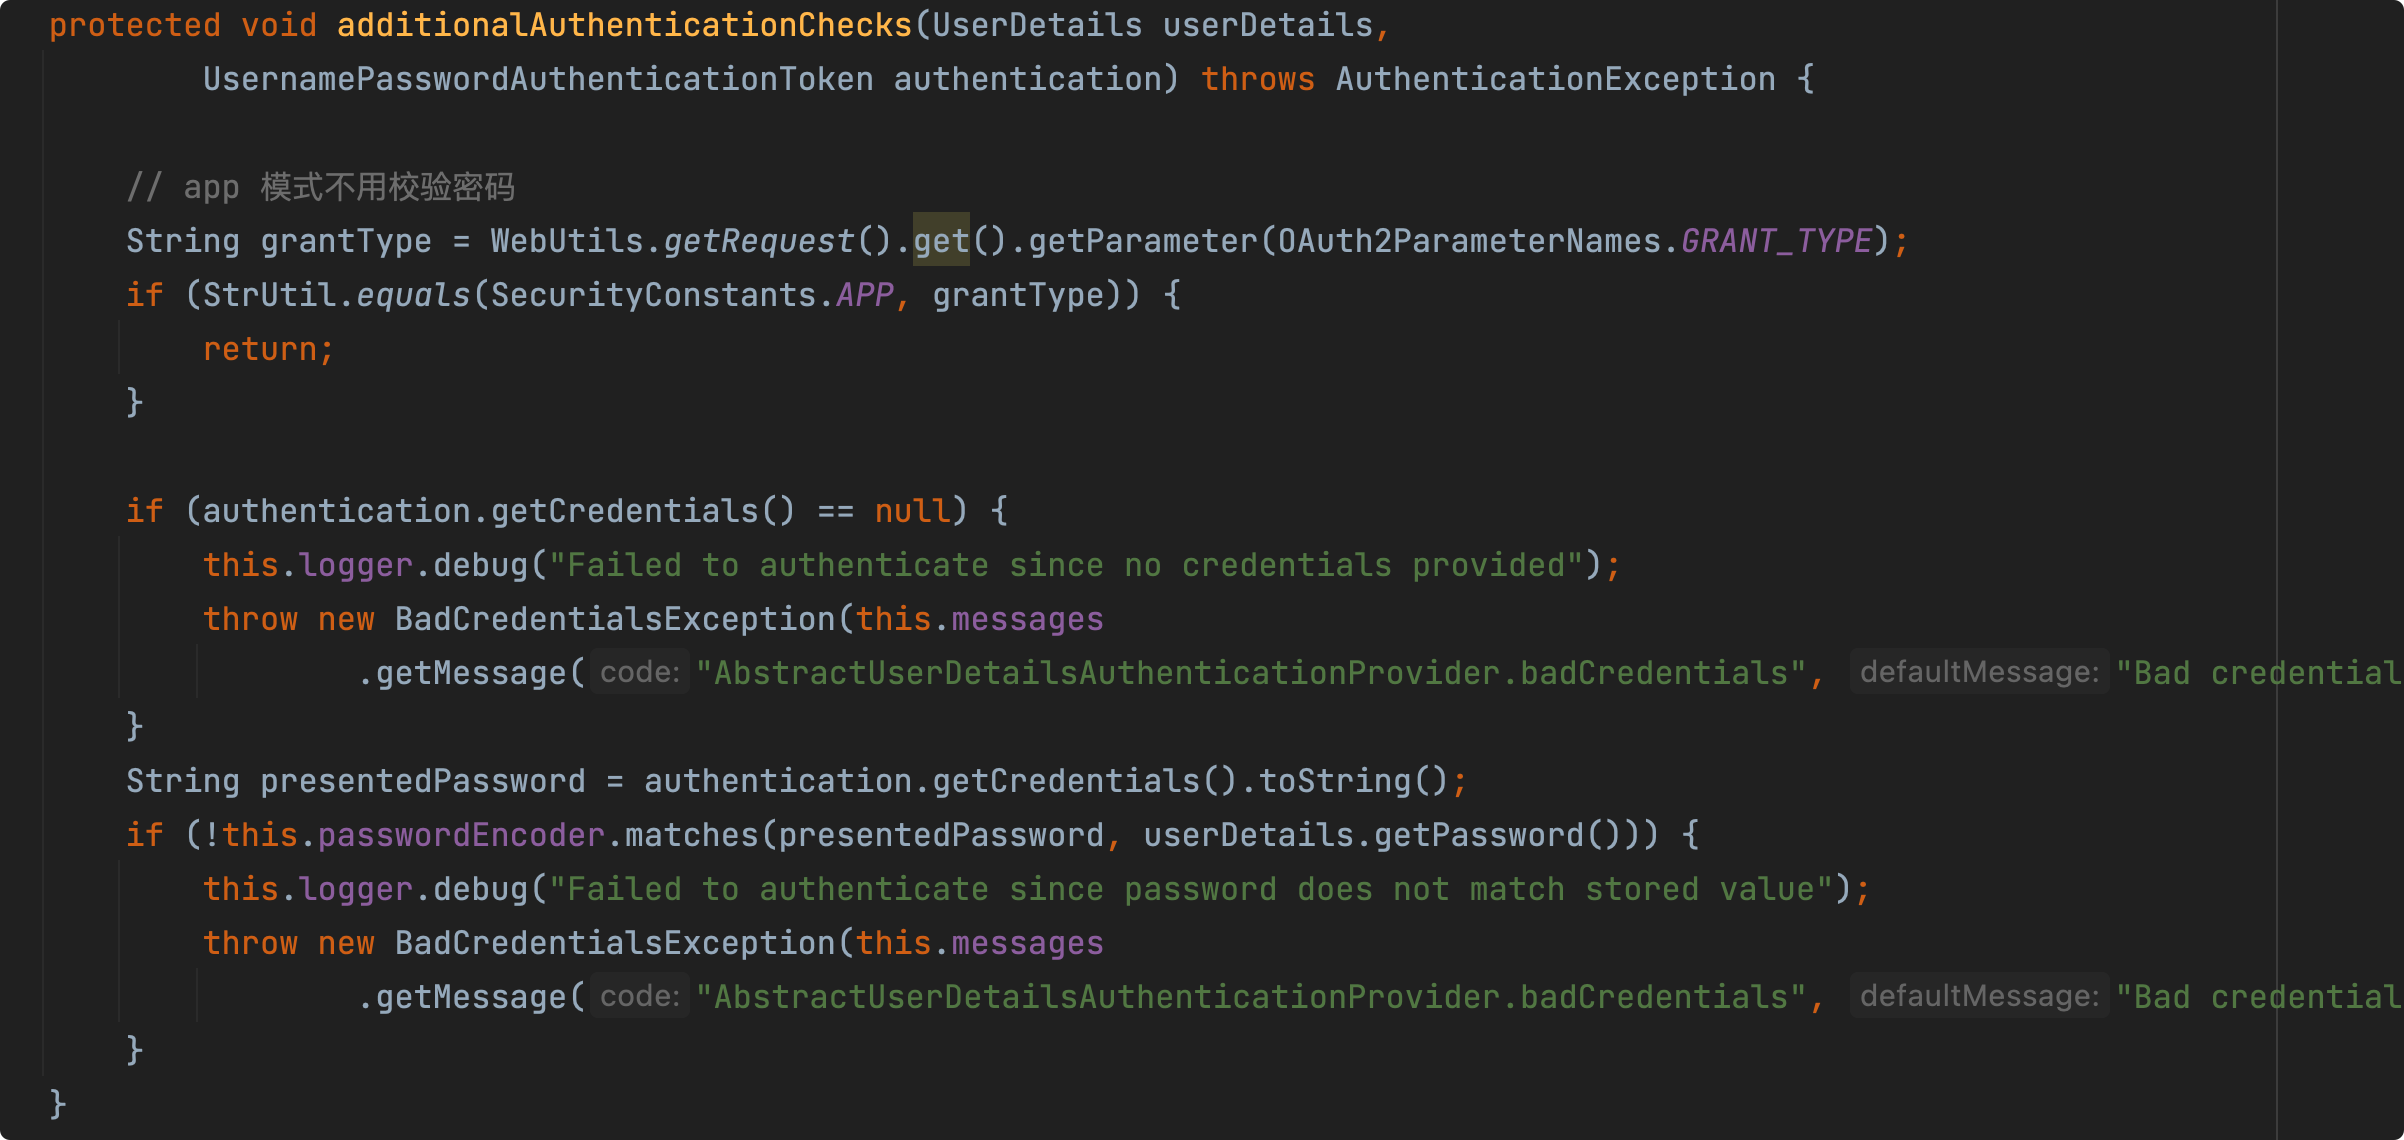 protected void additionalAuthenticationChecks(UserDetails userDetails,
UsernamePasswordAuthenticationToken authentication) throws AuthenticationException {
// app 模式不用校验密码
String grantType = WebUtils.getRequest().get().getParameter(OAuth2ParameterNames.GRANT_TYPE);
if (StrUtil.equals(SecurityConstants.APP, grantType)) {
return;
}
if (authentication.getCredentials() == null) {
this.logger.debug("Failed to authenticate since no credentials provided");
throw new BadCredentialsException(this.messages
.getMessage( code: "AbstractUserDetailsAuthenticationProvider.badCredentials", defaultMessage: "Bad credential
}
String presentedPassword = authentication.getCredentials().toString();
if (!this.passwordEncoder.matches(presentedPassword, userDetails.getPassword())) {
this.logger.debug("Failed to authenticate since password does not match stored value");
throw new BadCredentialsException(this.messages
.getMessage( code: "AbstractUserDetailsAuthenticationProvider.badCredentials", defaultMessage: "Bad credential
}
}